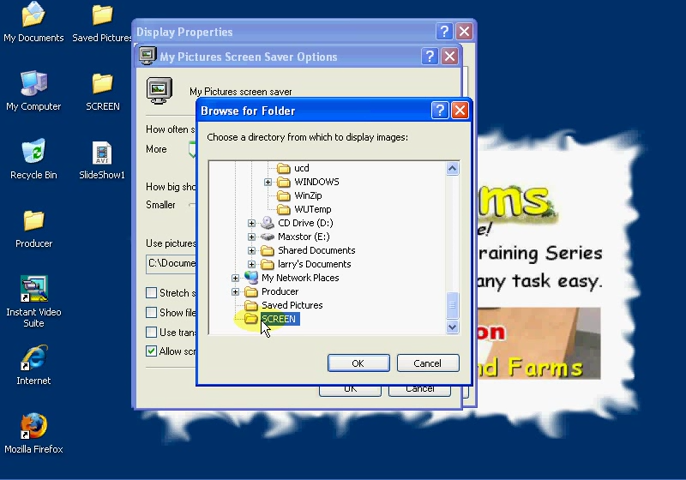 My Documents
Saved Pictures
My Computer
SCREEN
Recycle Bin
SlideShow1
AVI
Producer
Instant Video
Suite
Internet
Mozilla Firefox
Display Properties
My Pictures Screen Saver Options
My Pictures screen saver
How often s
More
How big sho
Smaller
Use pictures
C:\Docume
Stretch s
Show file
Use tran
Allow scr
OK
Cancel
Browse for Folder
Choose a directory from which to display images:
ucd
WINDOWS
WinZip
WUTemp
CD Drive (D:)
Maxstor (E:)
Shared Documents
larry's Documents
My Network Places
Producer
Saved Pictures
SCREEN
OK
Cancel
ms
e!
raining Series
any task easy.
on
nd Farms